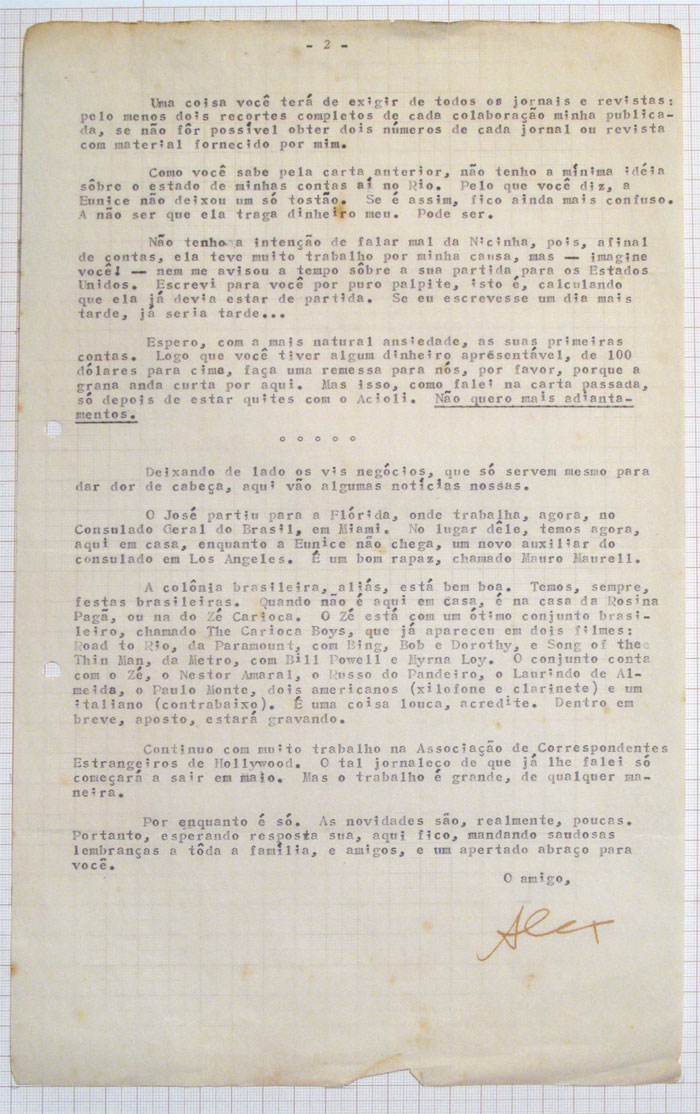 - 2 -
Uma coisa você terá de exigir de todos os jornais e revistas:
pelo menos dois recortes completos de cada colaboração minha publica-
da, se não fôr possível obter dois números de cada jornal ou revista
com material fornecido por mim.
Como você sabe pela carta anterior, não tenho a mínima idéia
sôbre o estado de minhas contas aí no Rio. Pelo que você diz, a
Eunice não deixou um só tostão. Se é assim, fico ainda mais confuso.
A não ser que ela traga dinheiro meu. Pode ser.
Não tenho a intenção de falar mal da Nicinha, pois, afinal
de contas, ela teve muito trabalho por minha causa, mas — imagine
você! — nem me avisou a tempo sôbre a sua partida para os Estados
Unidos. Escrevi para você por puro palpite, isto é, calculando
que ela já devia estar de partida. Se eu escrevesse um dia mais
tarde, já seria tarde...
Espero, com a mais natural ansiedade, as suas primeiras
contas. Logo que você tiver algum dinheiro apresentável, de 100
dólares para cima, faça uma remessa para nós, por favor, porque a
grana anda curta por aqui. Mas isso, como falei na carta passada,
só depois de estar quites com o Acioli. Não quero mais adianta-
mentos.
o o o o o
Deixando de lado os vis negócios, que só servem mesmo para
dar dor de cabeça, aqui vão algumas notícias nossas.
O José partiu para a Flórida, onde trabalha, agora, no
Consulado Geral do Brasil, em Miami. No lugar dêle, temos agora,
aqui em casa, enquanto a Eunice não chega, um novo auxiliar do
consulado em Los Angeles. É um bom rapaz, chamado Mauro Maurell.
A colônia brasileira, aliás, está bem boa. Temos, sempre,
festas brasileiras. Quando não é aqui em casa, é na casa da Rosina
Pagã, ou na do Zé Carioca. O Zé está com um ótimo conjunto brasi-
leiro, chamado The Carioca Boys, que já apareceu em dois filmes:
Road to Rio, da Paramount, com Bing, Bob e Dorothy, e Song of thee
Thin Man, da Metro, com Bill Powell e Myrna Loy. O conjunto conta
com o Zé, o Nestor Amaral, o Russo do Pandeiro, o Laurindo de Al-
meida, o Paulo Monte, dois americanos (xilofone e clarinete) e um
italiano (contrabaixo). É uma coisa louca, acredite. Dentro em
breve, aposto, estará gravando.
Continuo com muito trabalho na Associação de Correspondentes
Estrangeiros de Hollywood. O tal jornaleço de que já lhe falei só
começará a sair em maio. Mas o trabalho é grande, de qualquer ma-
neira.
Por enquanto é só. As novidades são, realmente, poucas.
Portanto, esperando resposta sua, aqui fico, mandando saudosas
lembranças a tôda a família, e amigos, e um apertado abraço para
você.
O amigo,
Alex